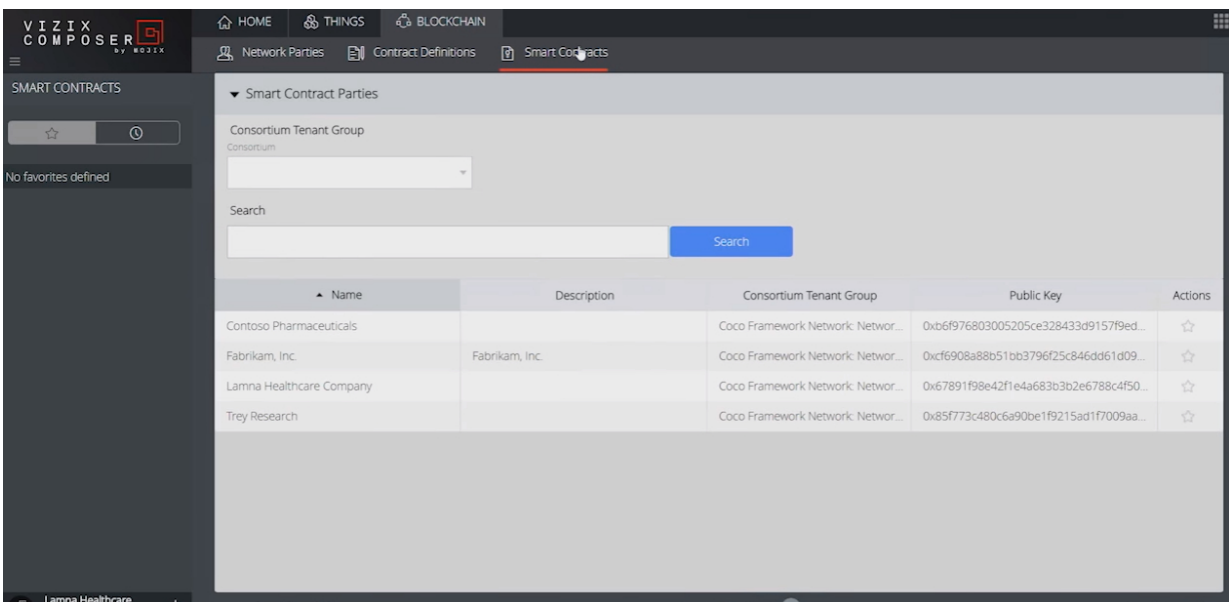 VIZIX
COMPOSER
by MOJIX
HOME THINGS BLOCKCHAIN
Network Parties Contract Definitions Smart Contracts
SMART CONTRACTS
No favorites defined
Smart Contract Parties
Consortium Tenant Group
Consortium
Search
Search
Name Description Consortium Tenant Group Public Key Actions
Contoso Pharmaceuticals Coco Framework Network: Networ... 0xb6f976803005205ce328433d9157f9ed...
Fabrikam, Inc. Fabrikam, Inc. Coco Framework Network: Networ... 0xcf6908a88b51bb3796f25c846dd61d09...
Lamna Healthcare Company Coco Framework Network: Networ... 0x67891f98e42f1e4a683b3b2e6788c4f50...
Trey Research Coco Framework Network: Networ... 0x85f773c480c6a90be1f9215ad1f7009aa...
Lamna Healthcare